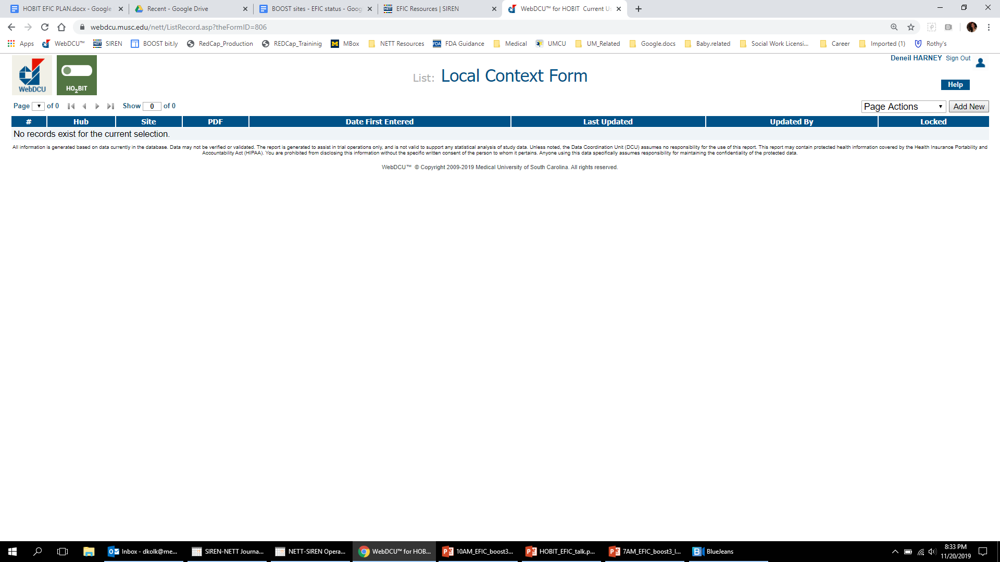 HOBIT EFIC PLAN.docx - Google
Recent - Google Drive
BOOST sites - EFIC status - Goog
EFIC Resources | SIREN
WebDCU™ for HOBIT Current Us
webdcu.musc.edu/nett/ListRecord.asp?theFormID=806
Apps WebDCU™ SIREN BOOST bit.ly RedCap_Production REDCap_Traininig MBox NETT Resources FDA Guidance Medical UMCU UM_Related Google.docs Baby.related Social Work Licensi... Career Imported (1) Rothy's
Deneil HARNEY Sign Out
WebDCU
HO2BIT
List: Local Context Form
Help
Page of 0 Show 0 of 0
Page Actions Add New
# Hub Site PDF Date First Entered Last Updated Updated By Locked
No records exist for the current selection.
All information is generated based on data currently in the database. Data may not be verified or validated. The report is generated to assist in trial operations only, and is not valid to support any statistical analysis of study data. Unless noted, the Data Coordination Unit (DCU) assumes no responsibility for the use of this report. This report may contain protected health information covered by the Health Insurance Portability and
Accountability Act (HIPAA). You are prohibited from disclosing this information without the specific written consent of the person to whom it pertains. Anyone using this data specifically assumes responsibility for maintaining the confidentiality of the protected data.
WebDCU™ © Copyright 2009-2019 Medical University of South Carolina. All rights reserved.
Inbox - dkolk@me... SIREN-NETT Journa... NETT-SIREN Opera... WebDCU™ for HOB... 10AM_EFIC_boost3... HOBIT_EFIC_talk.p... 7AM_EFIC_boost3_I... BlueJeans
8:33 PM
11/20/2019